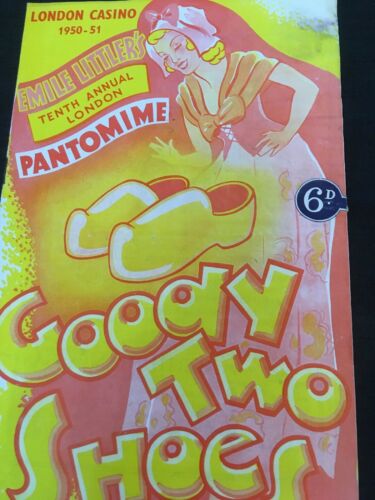 LONDON CASINO
1950-51
EMILE LITTLER'S
TENTH ANNUAL
LONDON
PANTOMIME
6D.
GOODY
TWO
SHOES